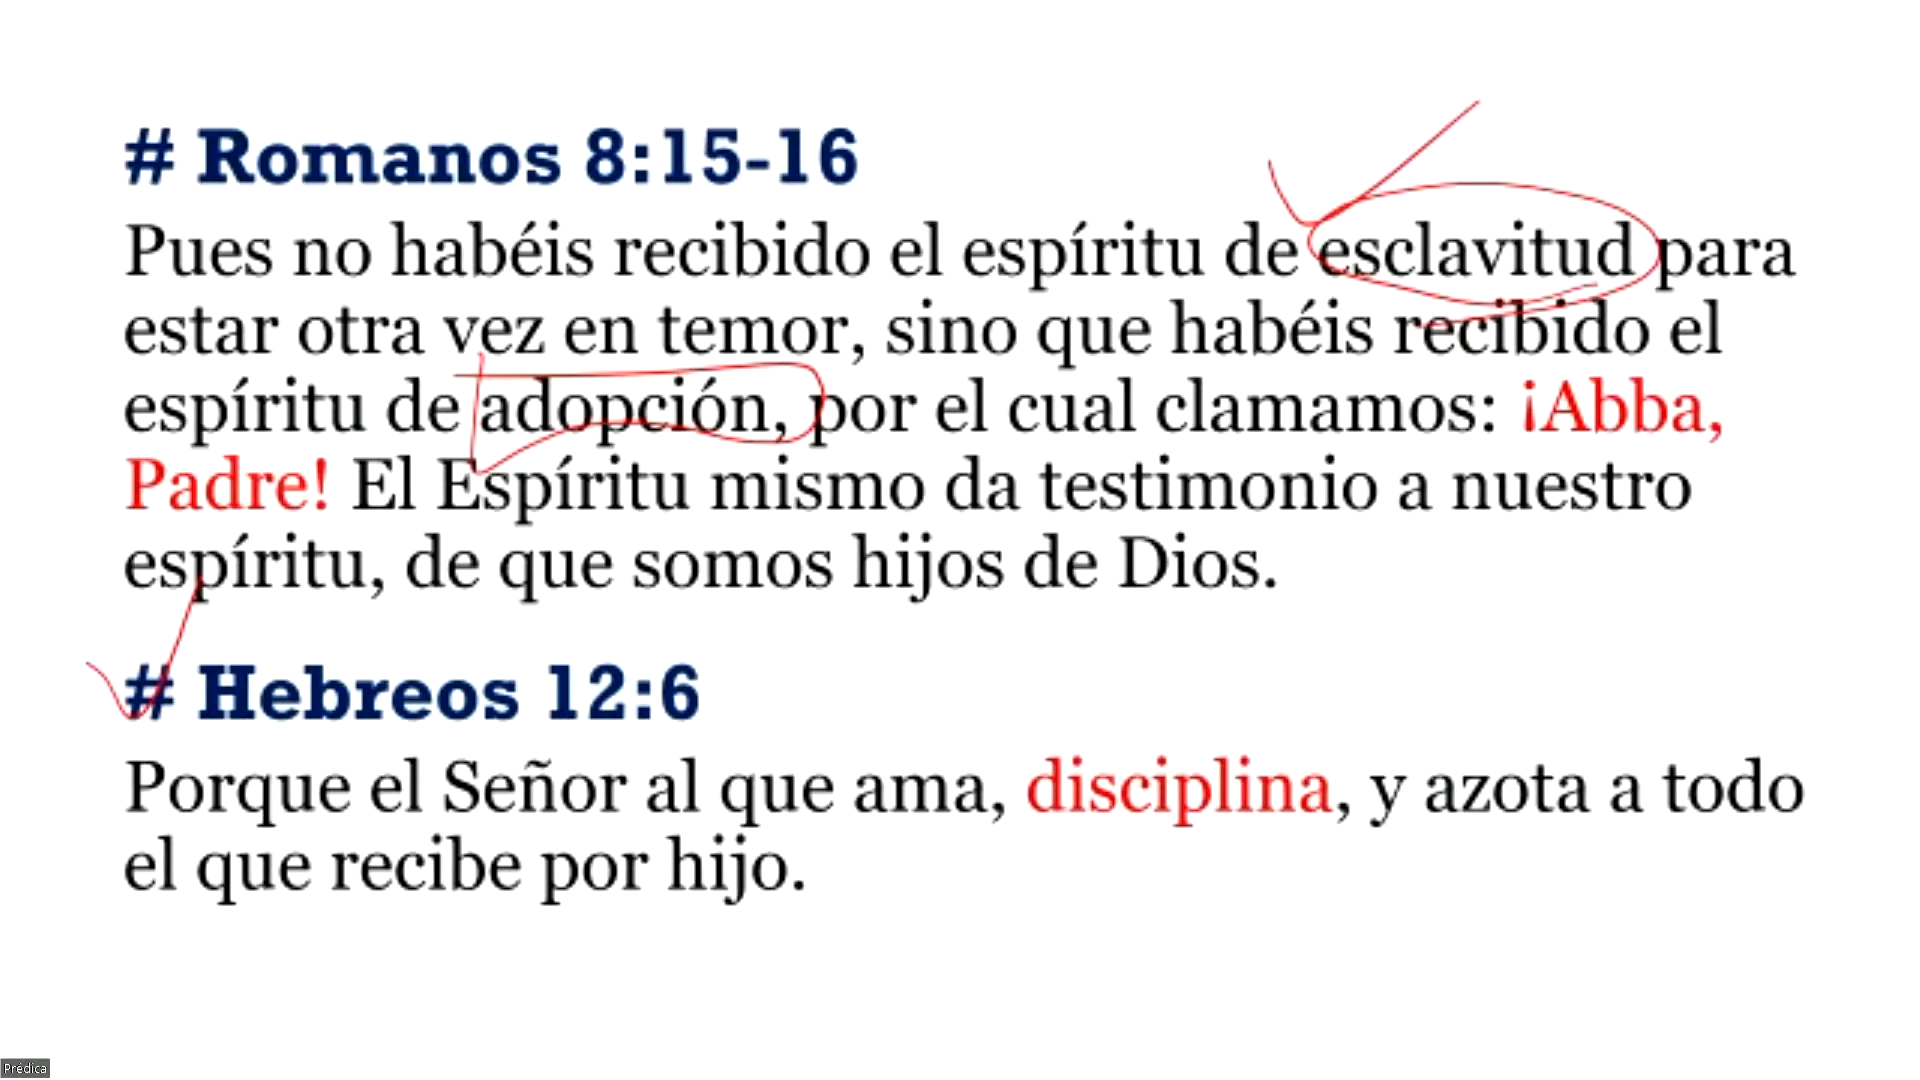 # Romanos 8:15-16
Pues no habéis recibido el espíritu de esclavitud para
estar otra vez en temor, sino que habéis recibido el
espíritu de adopción, por el cual clamamos: ¡Abba,
Padre! El Espíritu mismo da testimonio a nuestro
espíritu, de que somos hijos de Dios.
# Hebreos 12:6
Porque el Señor al que ama, disciplina, y azota a todo
el que recibe por hijo.
Prédica